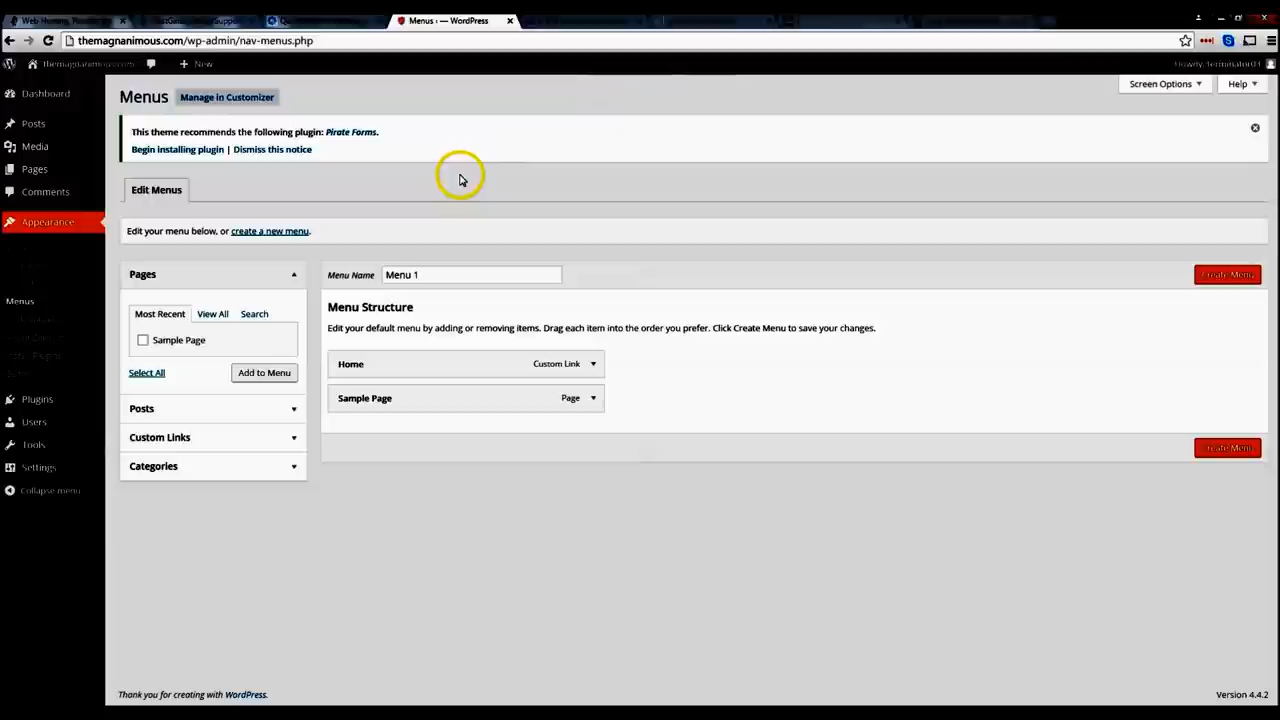 Menus — WordPress
themagnanimous.com/wp-admin/nav-menus.php
themagnanimous.com
New
Howdy,
Dashboard
Posts
Media
Pages
Comments
Appearance
Menus
Plugins
Users
Tools
Settings
Collapse menu
Screen Options
Help
Menus
Manage in Customizer
This theme recommends the following plugin: Pirate Forms.
Begin installing plugin | Dismiss this notice
Edit Menus
Edit your menu below, or create a new menu.
Pages
Most Recent
View All
Search
Sample Page
Select All
Add to Menu
Posts
Custom Links
Categories
Menu Name
Menu 1
Create Menu
Menu Structure
Edit your default menu by adding or removing items. Drag each item into the order you prefer. Click Create Menu to save your changes.
Home
Custom Link
Sample Page
Page
Create Menu
Thank you for creating with WordPress.
Version 4.4.2